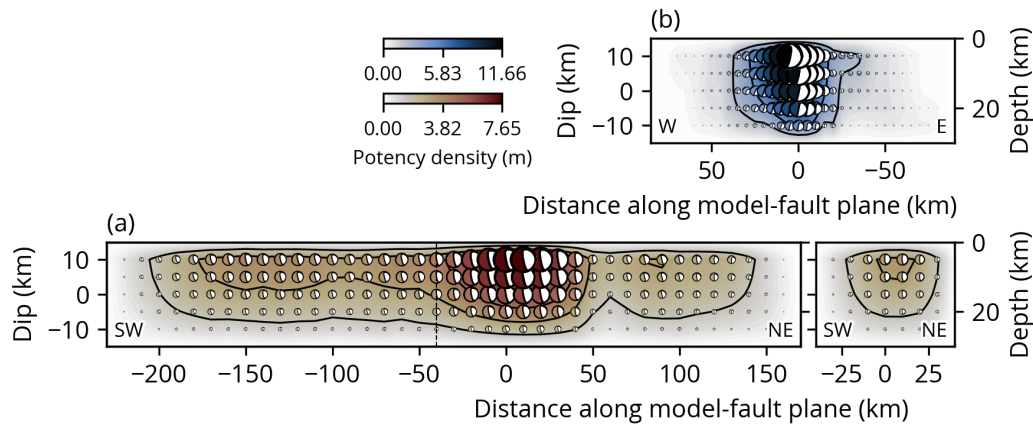 (b)
0.00 5.83 11.66
0.00 3.82 7.65
Potency density (m)
Dip (km)
10
0
−10
W
E
0
20
Depth (km)
50 0 −50
Distance along model-fault plane (km)
(a)
Dip (km)
10
0
−10
SW
NE
SW
NE
0
20
Depth (km)
−200 −150 −100 −50 0 50 100 150
−25 0 25
Distance along model-fault plane (km)